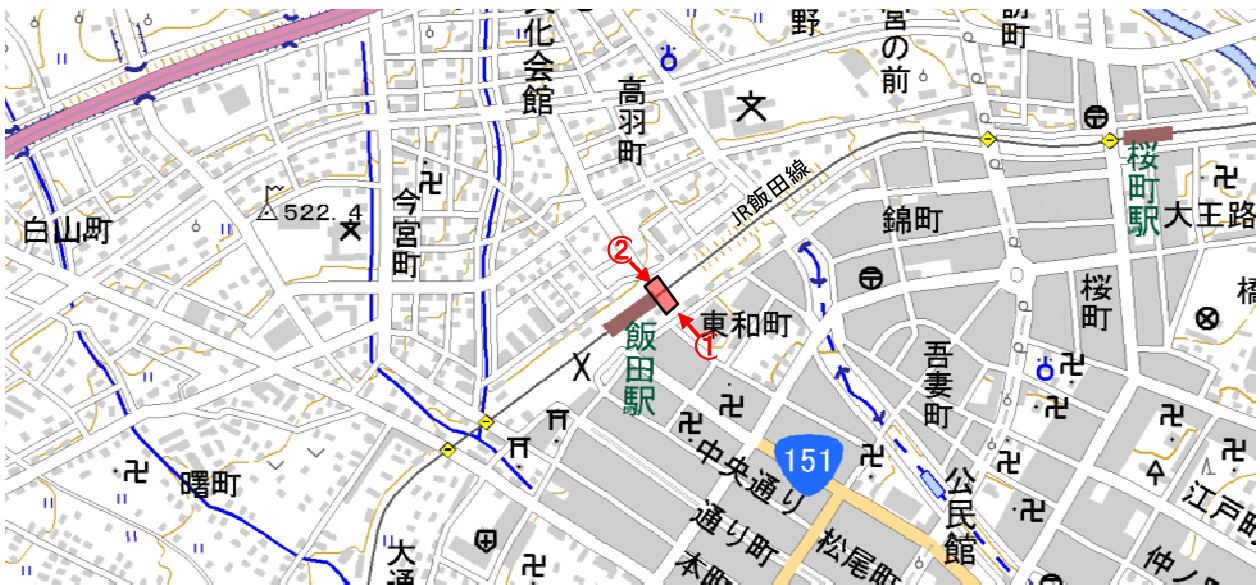 化会館
野
宮の前
高羽町
桜町駅
大王路
今宮町
522.4
白山町
JR飯田線
錦町
桜町
②
①
東和町
飯田駅
吾妻町
151
中央通り
曙町
公民館
江戸町
通り町
松尾町
本町
仲ノ町
大通